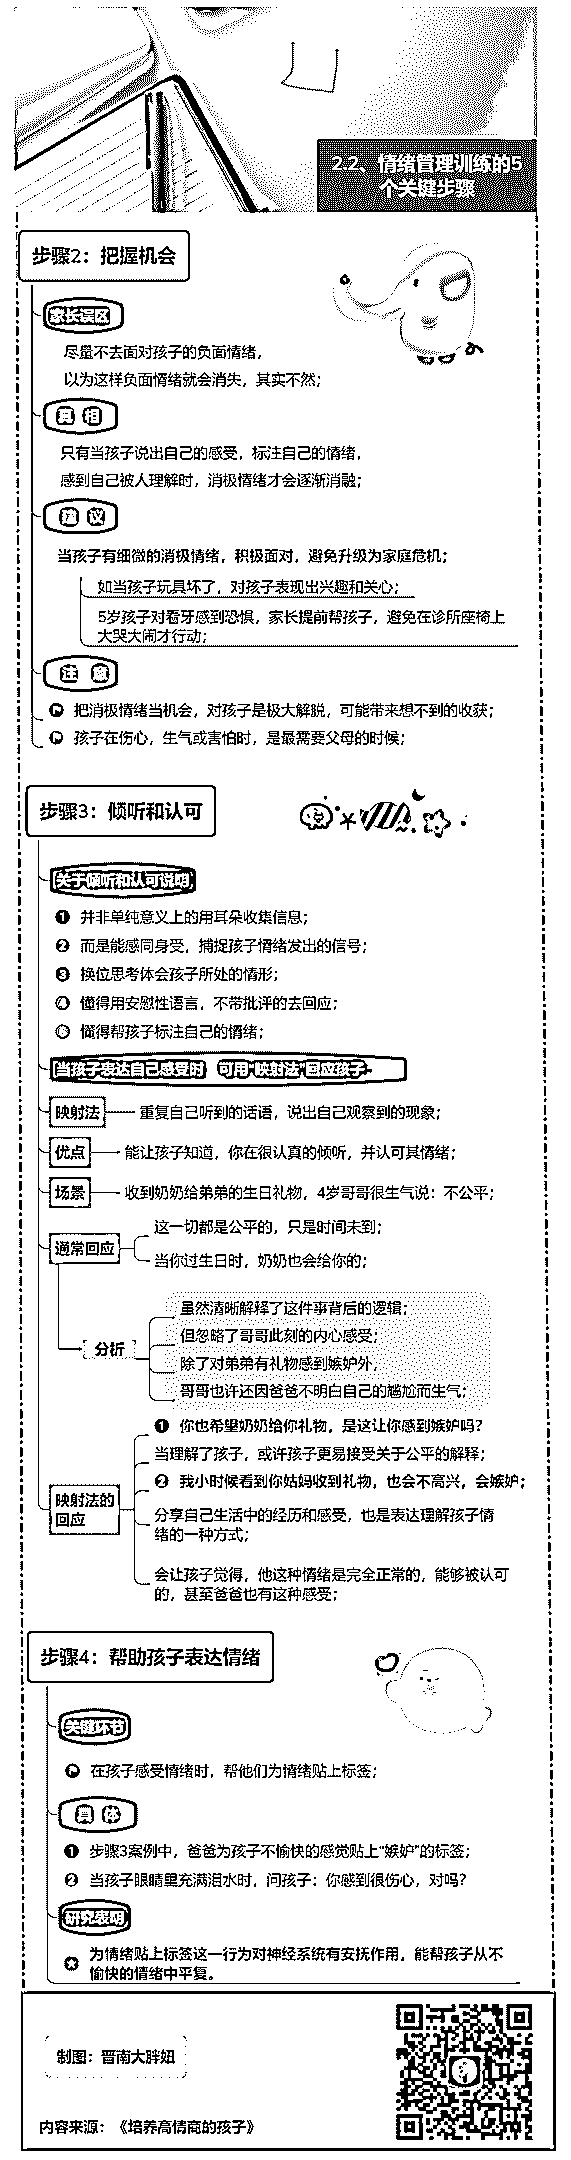 2.2、情绪管理训练的5
个关键步骤
步骤2：把握机会
家长误区
尽量不去面对孩子的负面情绪，
以为这样负面情绪就会消失，其实不然；
真 相
只有当孩子说出自己的感受，标注自己的情绪，
感到自己被人理解时，消极情绪才会逐渐消融；
建 议
当孩子有细微的消极情绪，积极面对，避免升级为家庭危机；
如当孩子玩具坏了，对孩子表现出兴趣和关心；
5岁孩子对看牙感到恐惧，家长提前帮孩子，避免在诊所座椅上
大哭大闹才行动；
注 意
把消极情绪当机会，对孩子是极大解脱，可能带来想不到的收获；
孩子在伤心，生气或害怕时，是最需要父母的时候；
步骤3：倾听和认可
关于倾听和认可说明
❶ 并非单纯意义上的用耳朵收集信息；
❷ 而是能感同身受，捕捉孩子情绪发出的信号；
❸ 换位思考体会孩子所处的情形；
❹ 懂得用安慰性语言，不带批评的去回应；
❺ 懂得帮孩子标注自己的情绪；
当孩子表达自己感受时 可用“映射法”回应孩子
映射法 重复自己听到的话语，说出自己观察到的现象；
优点 能让孩子知道，你在很认真的倾听，并认可其情绪；
场景 收到奶奶给弟弟的生日礼物，4岁哥哥很生气说：不公平；
通常回应
这一切都是公平的，只是时间未到；
当你过生日时，奶奶也会给你的；
分析
虽然清晰解释了这件事背后的逻辑；
但忽略了哥哥此刻的内心感受；
除了对弟弟有礼物感到嫉妒外，
哥哥也许还因爸爸不明白自己的尴尬而生气；
映射法的
回应
❶ 你也希望奶奶给你礼物，是这让你感到嫉妒吗？
当理解了孩子，或许孩子更易接受关于公平的解释；
❷ 我小时候看到你姑妈收到礼物，也会不高兴，会嫉妒；
分享自己生活中的经历和感受，也是表达理解孩子情
绪的一种方式；
会让孩子觉得，他这种情绪是完全正常的，能够被认可
的，甚至爸爸也有这种感受；
步骤4：帮助孩子表达情绪
关键环节
在孩子感受情绪时，帮他们为情绪贴上标签；
具 体
❶ 步骤3案例中，爸爸为孩子不愉快的感觉贴上“嫉妒”的标签；
❷ 当孩子眼睛里充满泪水时，问孩子：你感到很伤心，对吗？
研究表明
为情绪贴上标签这一行为对神经系统有安抚作用，能帮孩子从不
愉快的情绪中平复。
制图：晋南大胖妞
内容来源：《培养高情商的孩子》